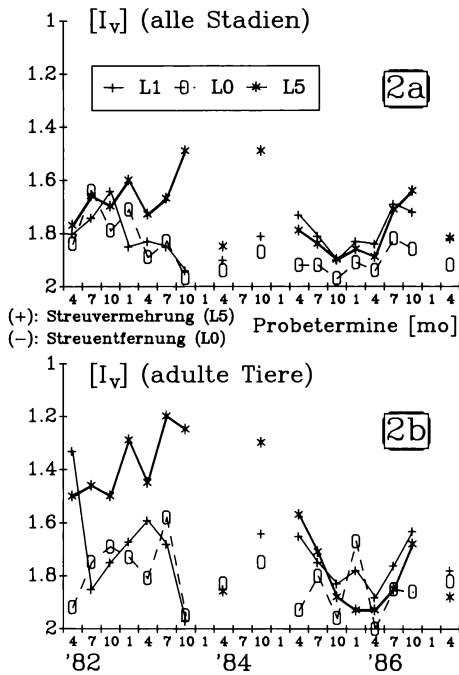 [Iv] (alle Stadien)
1
1.2
1.4
1.6
1.8
2
L1 L0 L5
2a
4 7 10 1 4 7 10 1 4 7 10 1 4 7 10 1 4 7 10 1 4
(+): Streuvermehrung (L5)
(−): Streuentfernung (L0)
Probetermine [mo]
[Iv] (adulte Tiere)
1
1.2
1.4
1.6
1.8
2
2b
4 7 10 1 4 7 10 1 4 7 10 1 4 7 10 1 4 7 10 1 4
'82 '84 '86